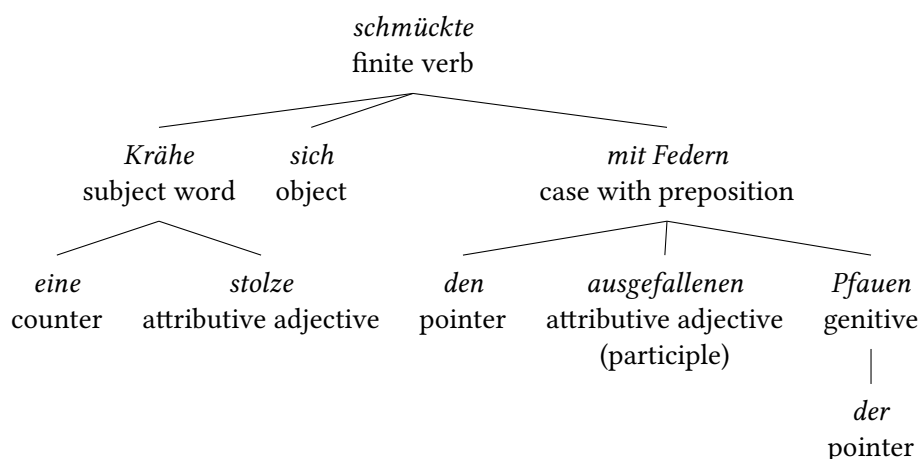 schmückte
finite verb
Krähe sich mit Federn
subject word object case with preposition
eine stolze den ausgefallenen Pfauen
counter attributive adjective pointer attributive adjective genitive
(participle)
der
pointer